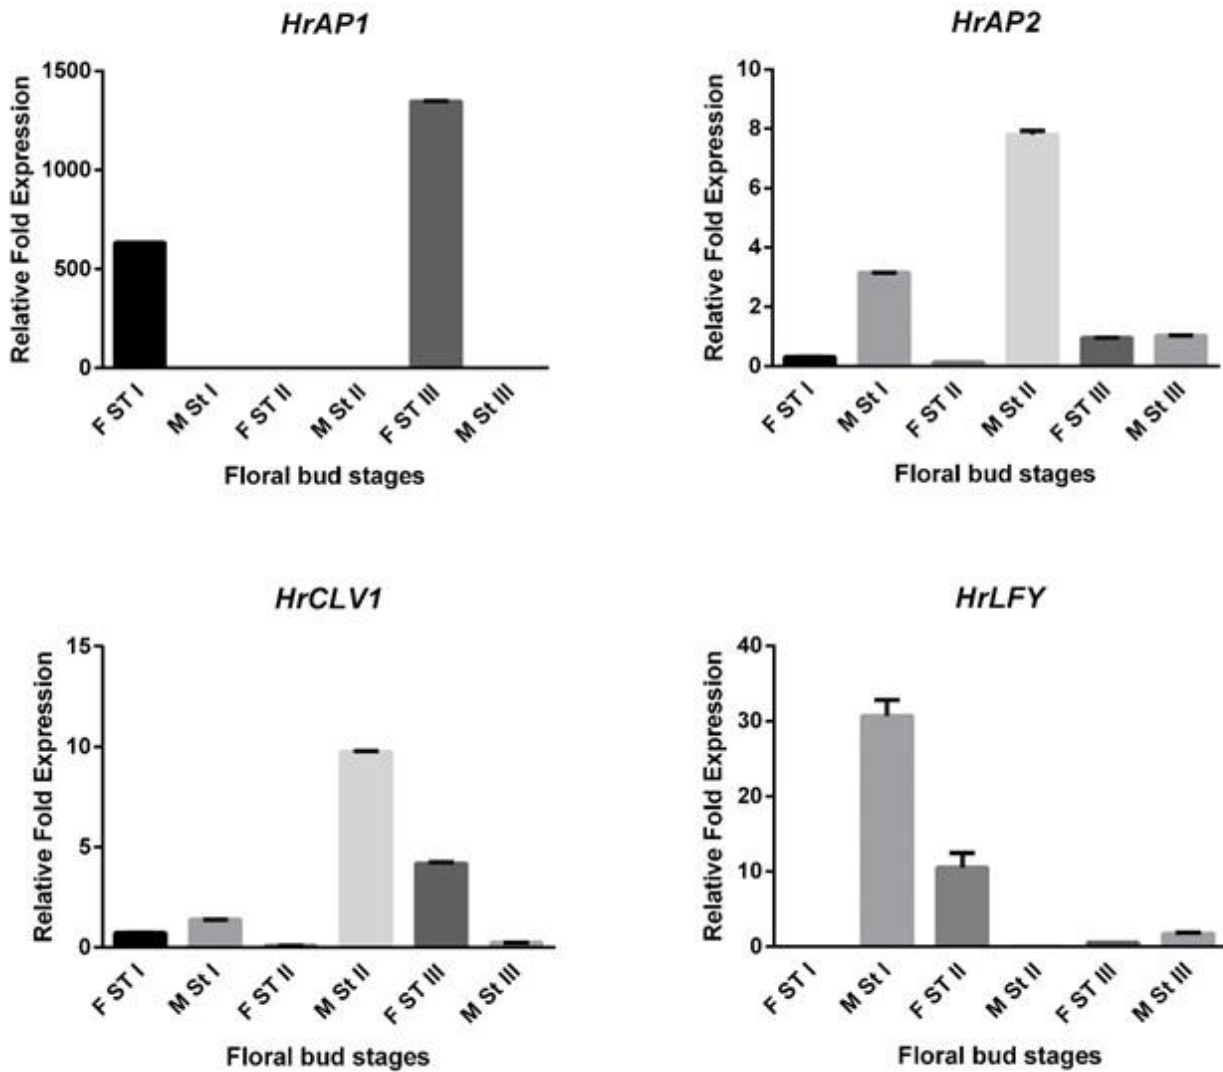 HrAP1
Relative Fold Expression
1500
1000
500
0
F ST I
M St I
F ST II
M St II
F ST III
M St III
Floral bud stages
HrAP2
Relative Fold Expression
10
8
6
4
2
0
F ST I
M St I
F ST II
M St II
F ST III
M St III
Floral bud stages
HrCLV1
Relative Fold Expression
15
10
5
0
F ST I
M St I
F ST II
M St II
F ST III
M St III
Floral bud stages
HrLFY
Relative Fold Expression
40
30
20
10
0
F ST I
M St I
F ST II
M St II
F ST III
M St III
Floral bud stages